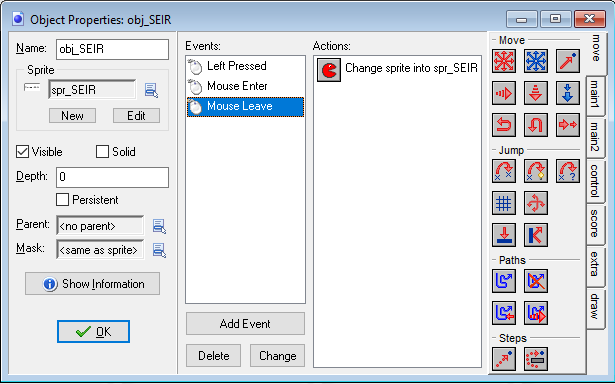 Object Properties: obj_SEIR
Name: obj_SEIR
Sprite
spr_SEIR
New Edit
Visible Solid
Depth: 0
Persistent
Parent: <no parent>
Mask: <same as sprite>
Show Information
OK
Events:
Left Pressed
Mouse Enter
Mouse Leave
Add Event
Delete Change
Actions:
Change sprite into spr_SEIR
Move
Jump
Paths
Steps
move
main1
main2
control
score
extra
draw